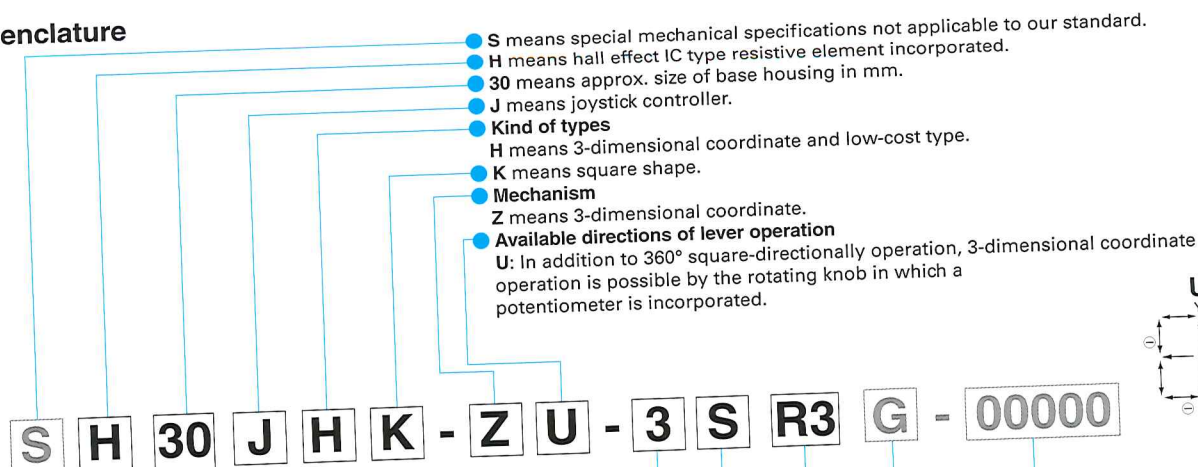 enclature
S means special mechanical specifications not applicable to our standard.
H means hall effect IC type resistive element incorporated.
30 means approx. size of base housing in mm.
J means joystick controller.
Kind of types
H means 3-dimensional coordinate and low-cost type.
K means square shape.
Mechanism
Z means 3-dimensional coordinate.
Available directions of lever operation
U: In addition to 360° square-directionally operation, 3-dimensional coordinate
operation is possible by the rotating knob in which a
potentiometer is incorporated.
U
S H 30 J H K - Z U - 3 S R3 G - 00000